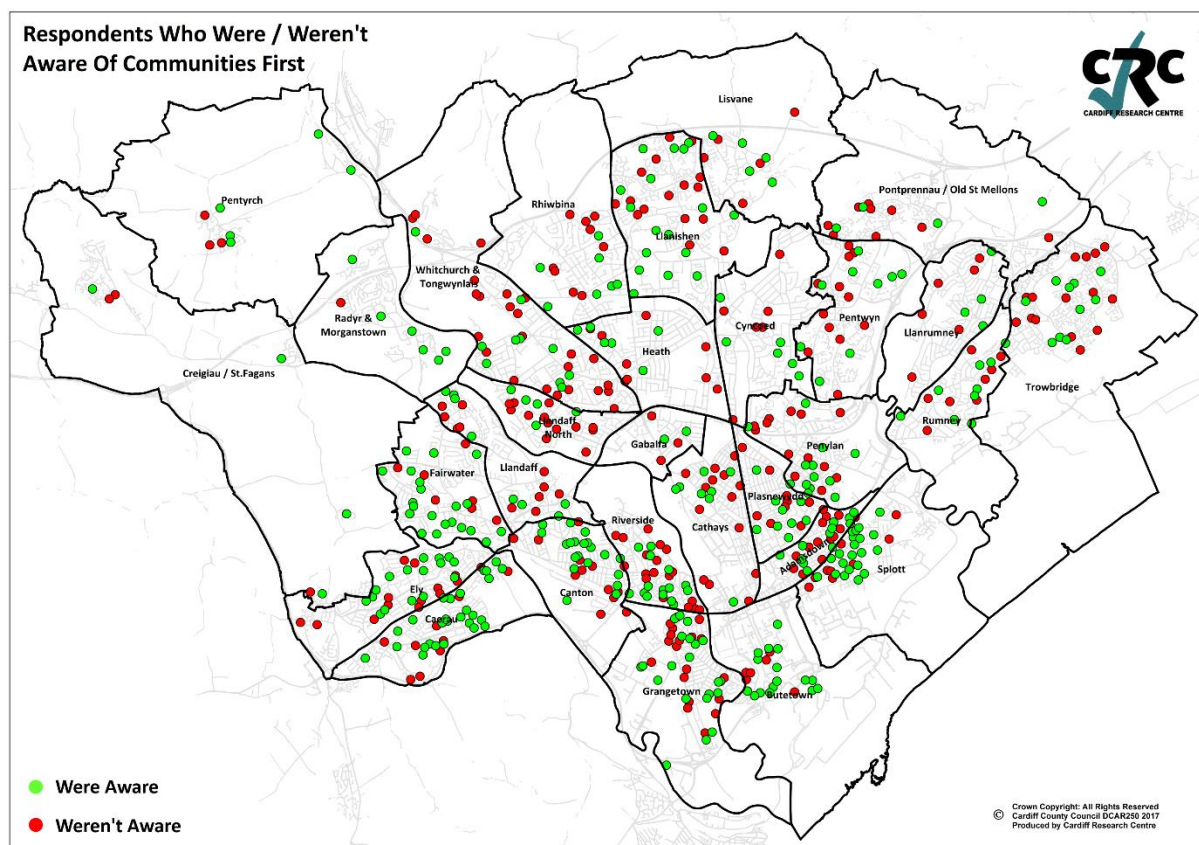 Respondents Who Were / Weren't
Aware Of Communities First
CRC
CARDIFF RESEARCH CENTRE
Lisvane
Pontprennau / Old St Mellons
Pentyrch
Rhiwbina
Llanishen
Whitchurch &
Tongwynlais
Radyr &
Morganstown
Cyncoed
Pentwyn
Llanrumney
Heath
Creigiau / St.Fagans
Trowbridge
Llandaff
North
Rumney
Gabalfa
Penylan
Fairwater
Llandaff
Plasnewydd
Riverside
Cathays
Adamsdown
Splott
Ely
Canton
Caerau
Grangetown
Butetown
Were Aware
Weren't Aware
© Crown Copyright: All Rights Reserved
Cardiff County Council DCAR250 2017
Produced by Cardiff Research Centre